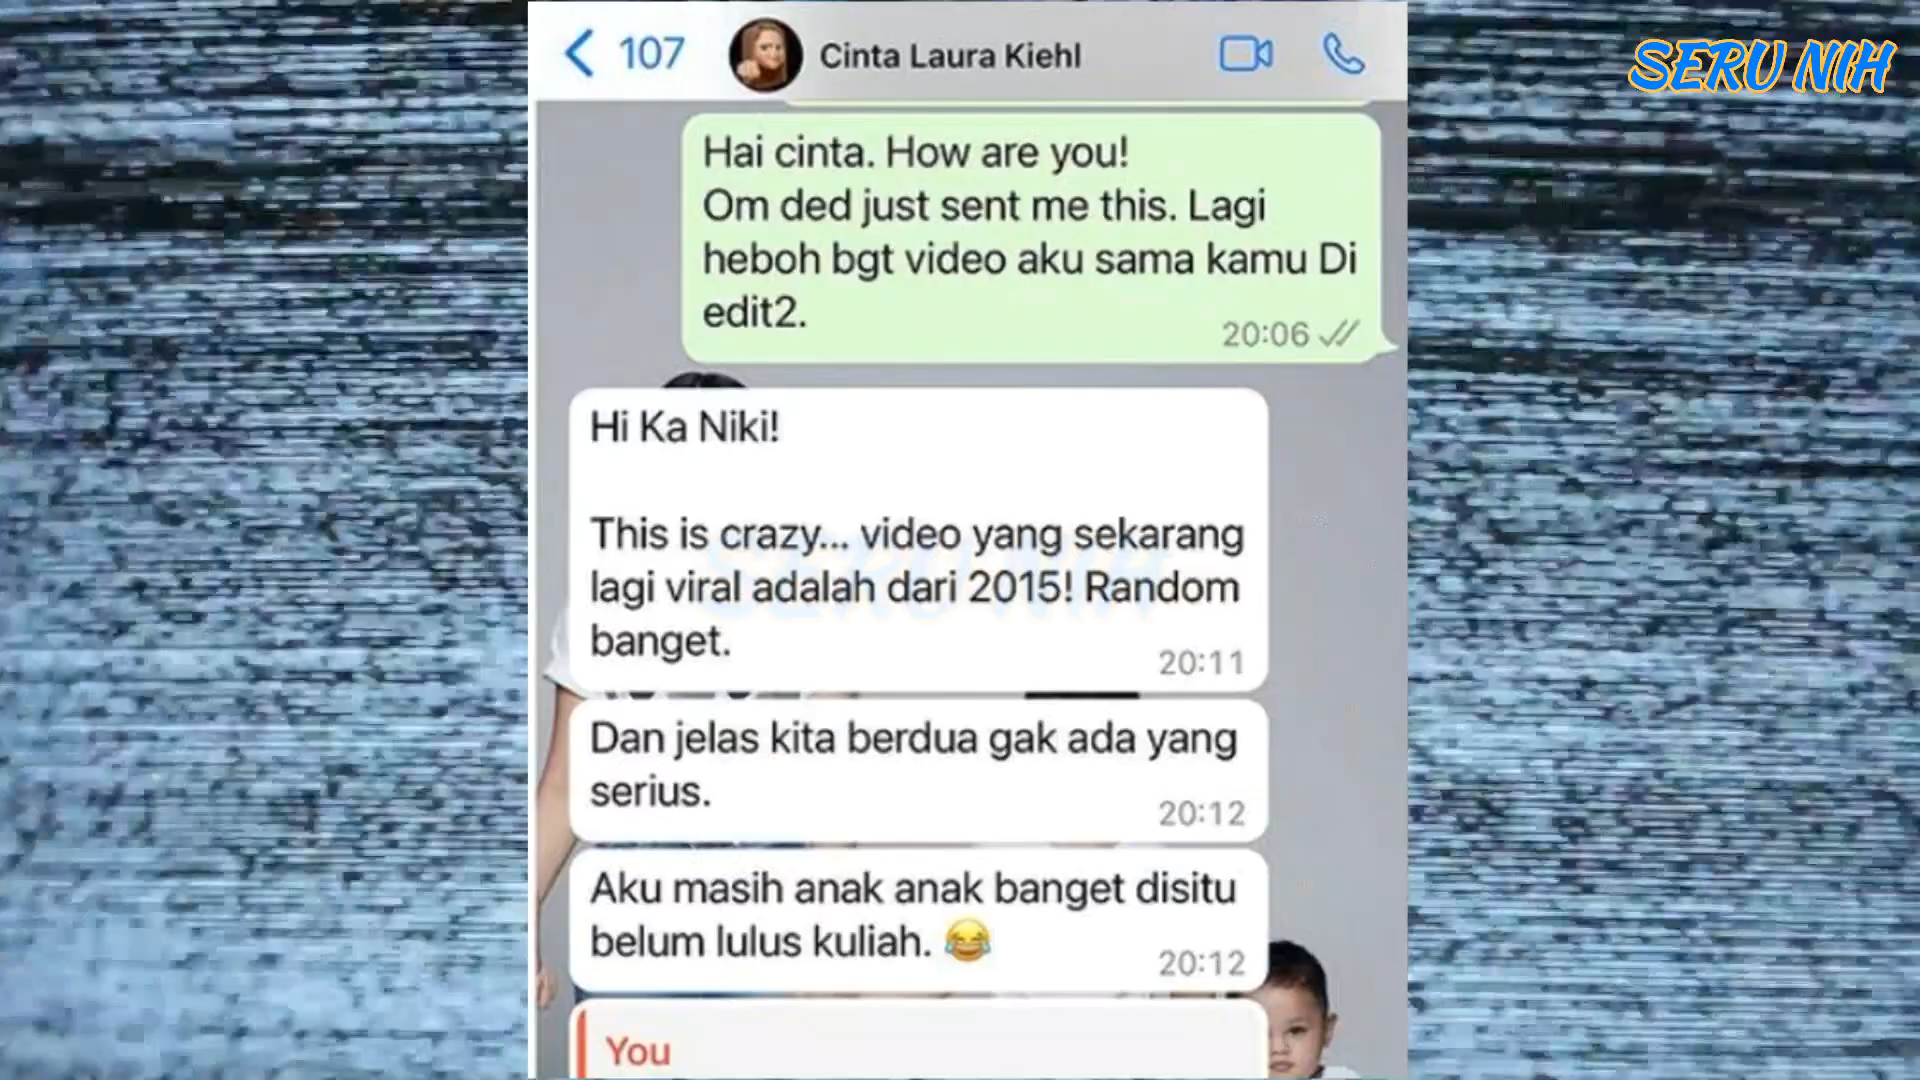 107
Cinta Laura Kiehl
SERU NIH
Hai cinta. How are you!
Om ded just sent me this. Lagi
heboh bgt video aku sama kamu Di
edit2.
20:06
Hi Ka Niki!
This is crazy... video yang sekarang
lagi viral adalah dari 2015! Random
banget.
20:11
SERU NIH
Dan jelas kita berdua gak ada yang
serius.
20:12
Aku masih anak anak banget disitu
belum lulus kuliah. 😂
20:12
You